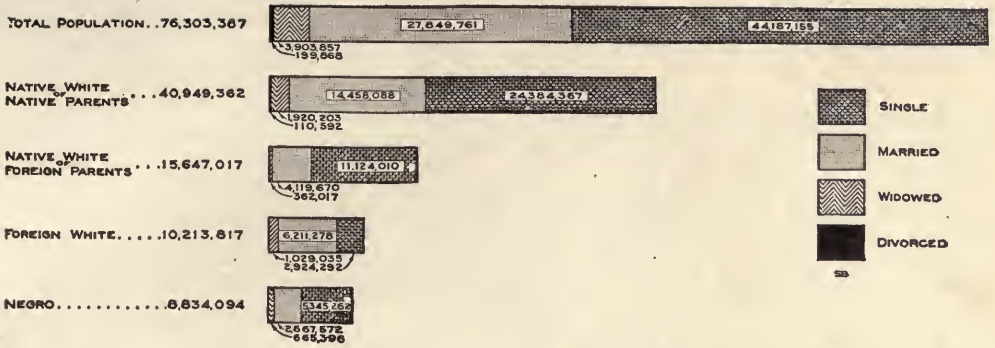 TOTAL POPULATION..76,303,387
27,849,761
44,187,155
3,903,857
199,868
NATIVE WHITE
OF
NATIVE PARENTS ...40,949,362
14,458,088
24,384,367
1,920,203
110,592
NATIVE WHITE
OF
FOREIGN PARENTS ...15,647,017
11,124,010
4,119,670
362,017
FOREIGN WHITE.....10,213,817
6,211,278
1,029,035
2,924,292
NEGRO............8,834,094
5,345,262
2,667,572
665,396
SINGLE
MARRIED
WIDOWED
DIVORCED